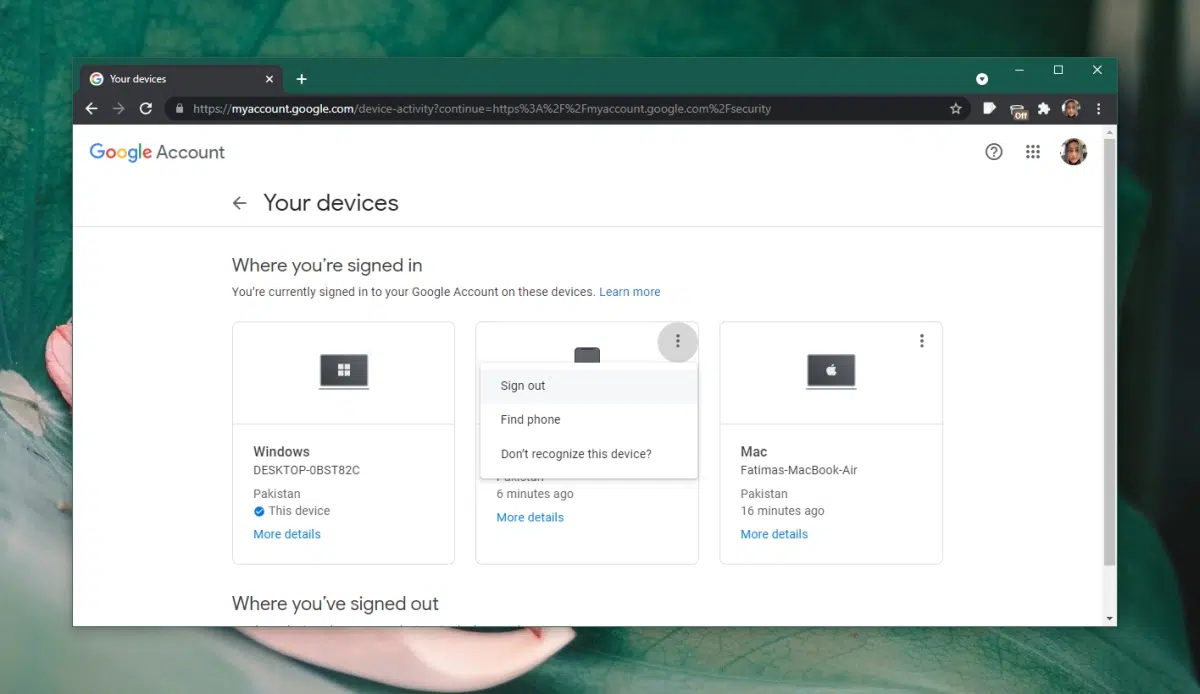 Your devices
https://myaccount.google.com/device-activity?continue=https%3A%2F%2Fmyaccount.google.com%2Fsecurity
Off
Google Account
Your devices
Where you’re signed in
You’re currently signed in to your Google Account on these devices. Learn more
Sign out
Find phone
Don’t recognize this device?
Windows
DESKTOP-0BST82C
Pakistan
This device
More details
Pakistan
6 minutes ago
More details
Mac
Fatimas-MacBook-Air
Pakistan
16 minutes ago
More details
Where you’ve signed out